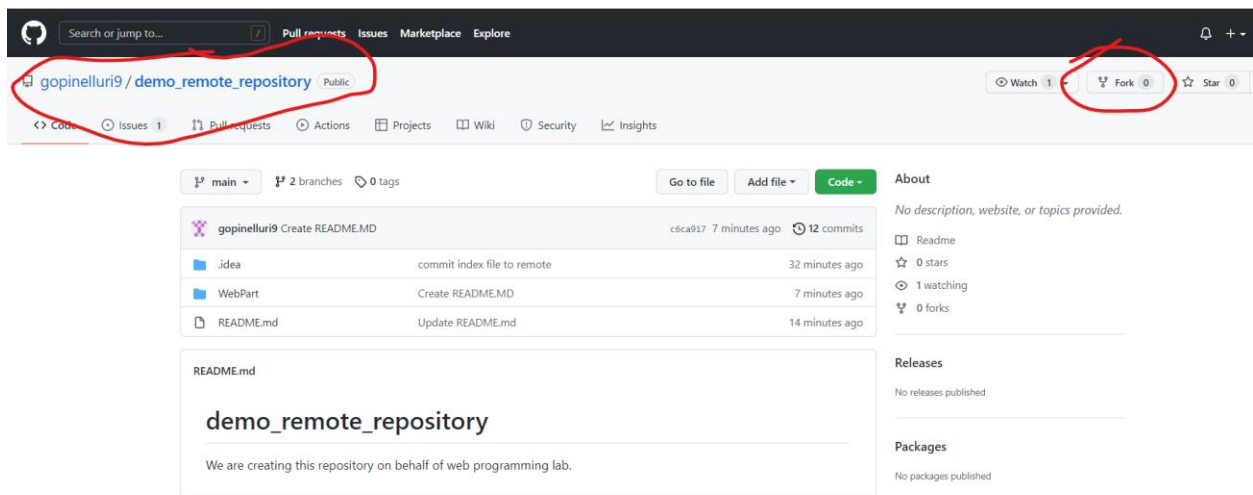 Search or jump to... / Pull requests Issues Marketplace Explore
gopinelluri9 / demo_remote_repository Public Watch 1 Fork 0 Star 0
<> Code Issues 1 Pull requests Actions Projects Wiki Security Insights
main 2 branches 0 tags Go to file Add file Code About
No description, website, or topics provided.
gopinelluri9 Create README.MD c6ca917 7 minutes ago 12 commits
Readme
.idea commit index file to remote 32 minutes ago
0 stars
WebPart Create README.MD 7 minutes ago
1 watching
0 forks
README.md Update README.md 14 minutes ago
Releases
README.md
No releases published
demo_remote_repository
Packages
We are creating this repository on behalf of web programming lab.
No packages published